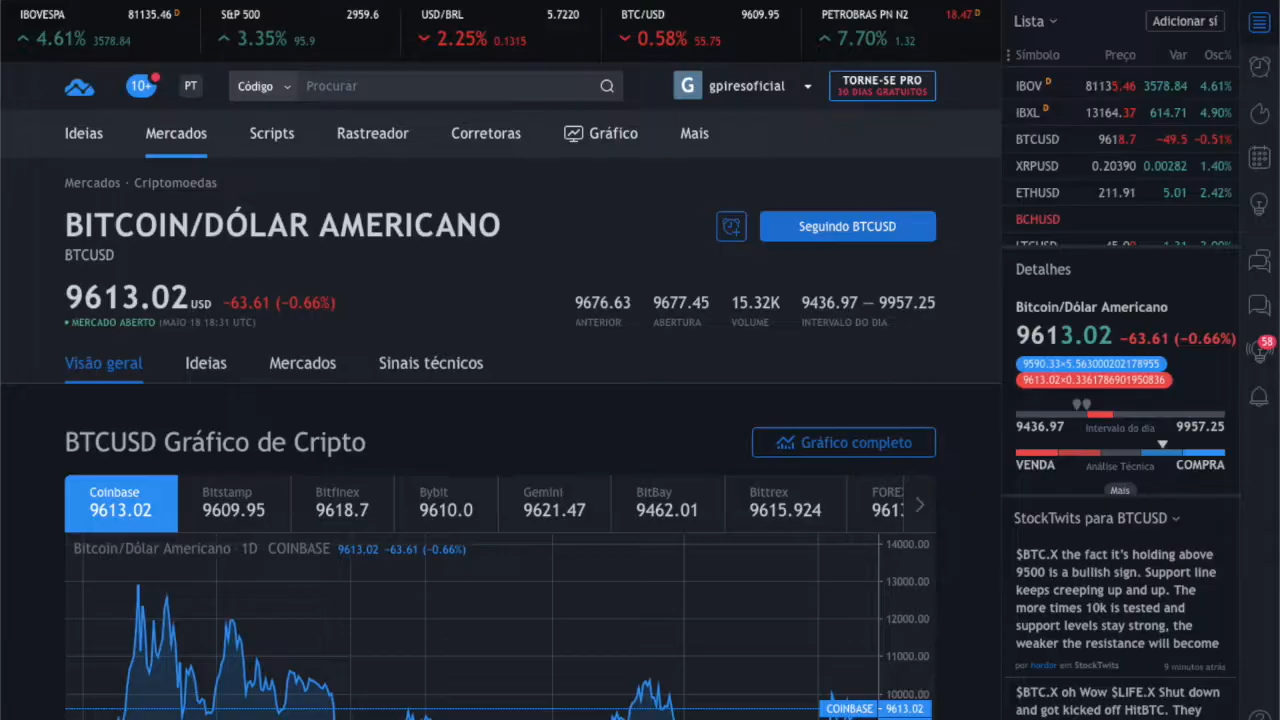 IBOVESPA 81135.46 D
4.61% 3578.84
S&P 500 2959.6
3.35% 95.9
USD/BRL 5.7220
2.25% 0.1315
BTC/USD 9609.95
0.58% 55.75
PETROBRAS PN N2 18.47 D
7.70% 1.32
10+ PT Código Procurar G gpiresoficial
TORNE-SE PRO
30 DIAS GRATUITOS
Ideias Mercados Scripts Rastreador Corretoras Gráfico Mais
Mercados · Criptomoedas
BITCOIN/DÓLAR AMERICANO
BTCUSD
Seguindo BTCUSD
9613.02 USD −63.61 (−0.66%)
• MERCADO ABERTO (MAIO 18 18:31 UTC)
9676.63 9677.45 15.32K 9436.97 — 9957.25
ANTERIOR ABERTURA VOLUME INTERVALO DO DIA
Visão geral Ideias Mercados Sinais técnicos
BTCUSD Gráfico de Cripto
Gráfico completo
Coinbase Bitstamp Bitfinex Bybit Gemini BitBay Bittrex
9613.02 9609.95 9618.7 9610.0 9621.47 9462.01 9615.924
Bitcoin/Dólar Americano · 1D COINBASE 9613.02 −63.61 (−0.66%)
14000.00
13000.00
12000.00
11000.00
10000.00
COINBASE 9613.02
Lista Adicionar sí
Símbolo Preço Var Osc%
IBOV D 81135.46 3578.84 4.61%
IBXL D 13164.37 614.71 4.90%
BTCUSD 9618.7 −49.5 −0.51%
XRPUSD 0.20390 0.00282 1.40%
ETHUSD 211.91 5.01 2.42%
BCHUSD
Detalhes
Bitcoin/Dólar Americano
9613.02 −63.61 (−0.66%)
9590.33×5.563000202178955
9613.02×0.3361786901950836
9436.97 Intervalo do dia 9957.25
VENDA Análise Técnica COMPRA
Mais
58
StockTwits para BTCUSD
$BTC.X the fact it's holding above
9500 is a bullish sign. Support line
keeps creeping up and up. The
more times 10k is tested and
support levels stay strong, the
weaker the resistance will become
por em StockTwits 9 minutos atrás
$BTC.X oh Wow $LIFE.X Shut down
and got kicked off HitBTC. They